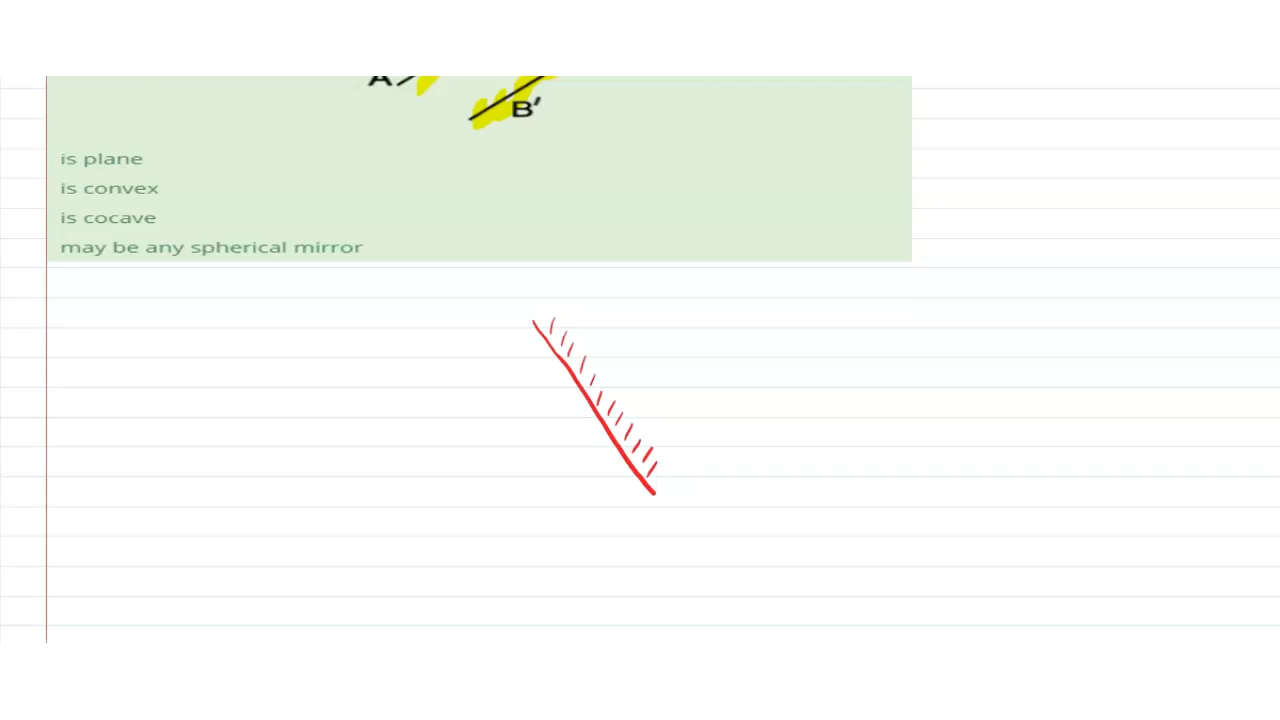 A
B′
is plane
is convex
is cocave
may be any spherical mirror